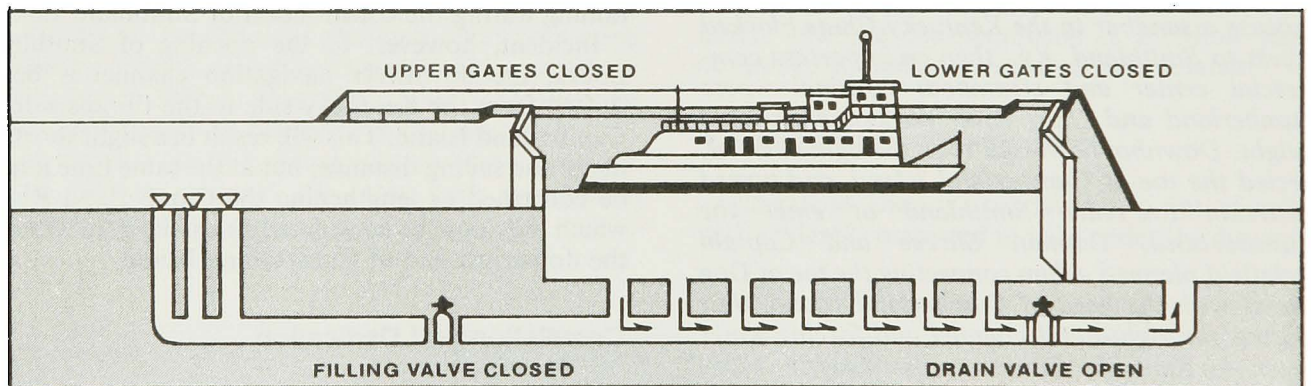 UPPER GATES CLOSED
LOWER GATES CLOSED
FILLING VALVE CLOSED
DRAIN VALVE OPEN